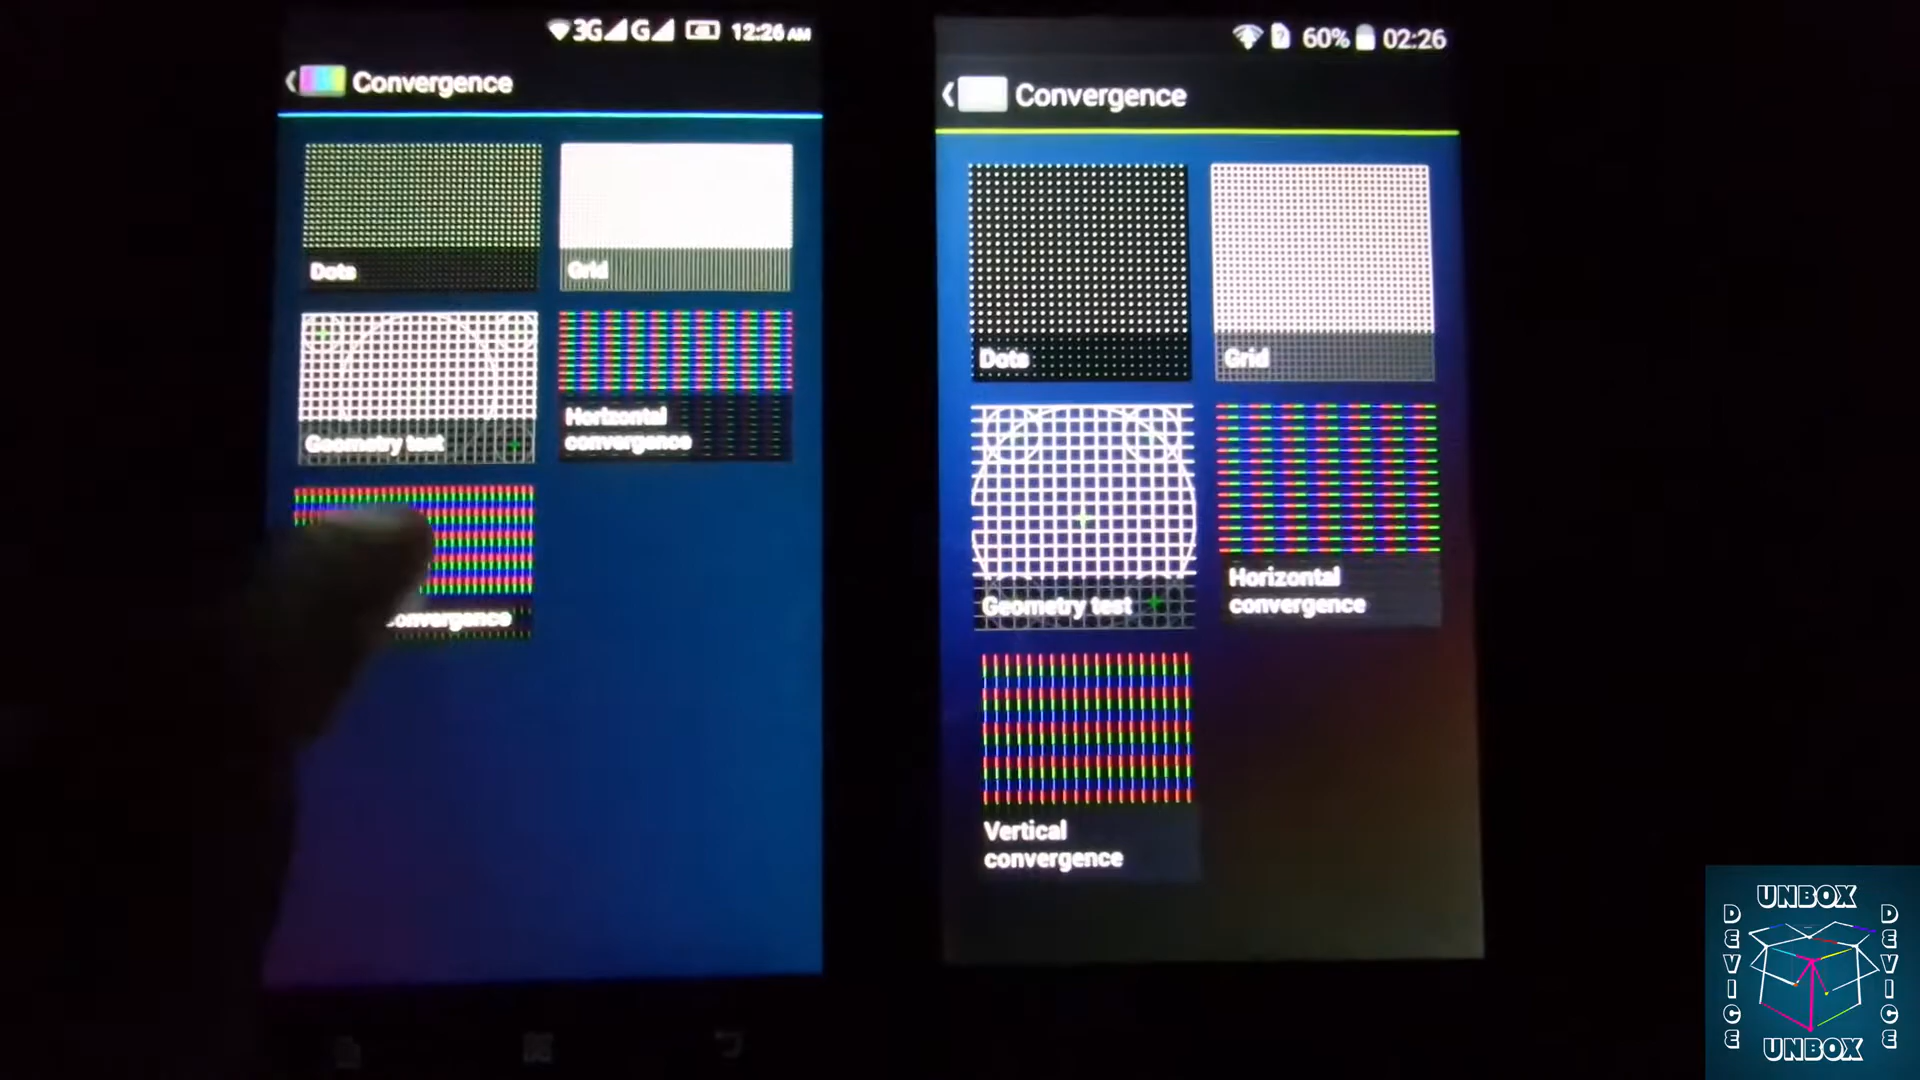 3G G 12:26 AM
Convergence
Dots
Grid
Geometry test
Horizontal
convergence
convergence
60% 02:26
Convergence
Dots
Grid
Geometry test
Horizontal
convergence
Vertical
convergence
UNBOX
DEVICE
DEVICE
UNBOX